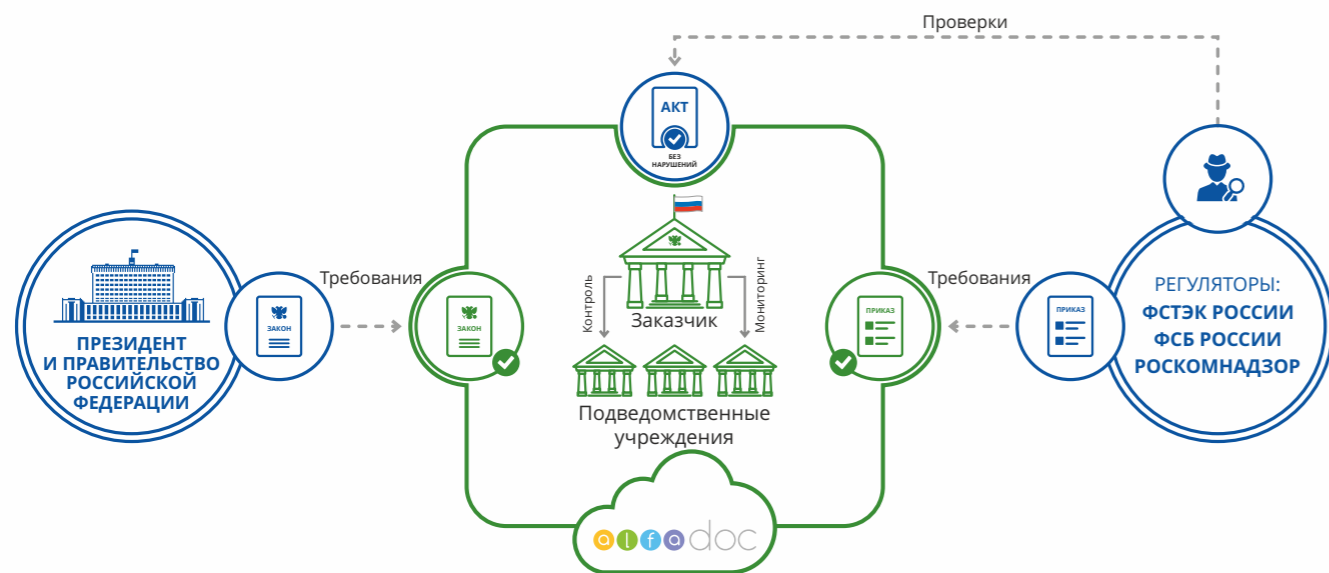 Проверки
АКТ
БЕЗ
НАРУШЕНИЙ
ЗАКОН
ПРЕЗИДЕНТ
И ПРАВИТЕЛЬСТВО
РОССИЙСКОЙ
ФЕДЕРАЦИИ
Требования
ЗАКОН
Контроль
Мониторинг
Заказчик
Подведомственные
учреждения
alfadoc
ПРИКАЗ
Требования
ПРИКАЗ
РЕГУЛЯТОРЫ:
ФСТЭК РОССИИ
ФСБ РОССИИ
РОСКОМНАДЗОР